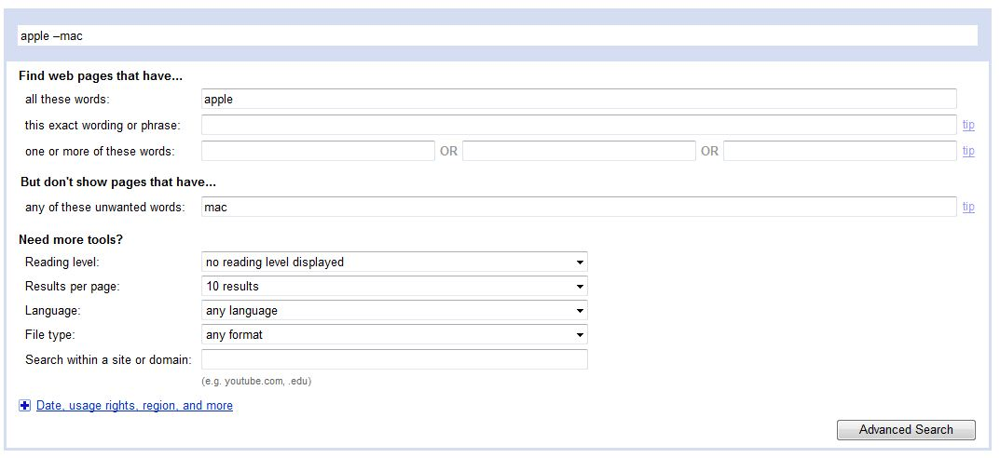 apple –mac
Find web pages that have...
all these words: apple
this exact wording or phrase: tip
one or more of these words: OR OR tip
But don't show pages that have...
any of these unwanted words: mac tip
Need more tools?
Reading level: no reading level displayed
Results per page: 10 results
Language: any language
File type: any format
Search within a site or domain:
(e.g. youtube.com, .edu)
Date, usage rights, region, and more
Advanced Search